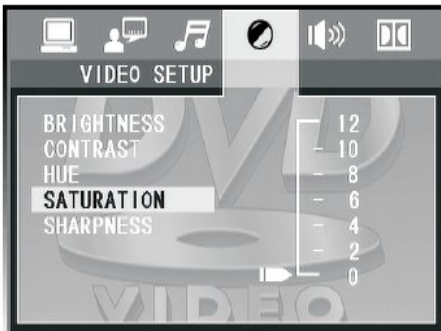 VIDEO SETUP
BRIGHTNESS
CONTRAST
HUE
SATURATION
SHARPNESS
12
10
8
6
4
2
0
DVD
VIDEO